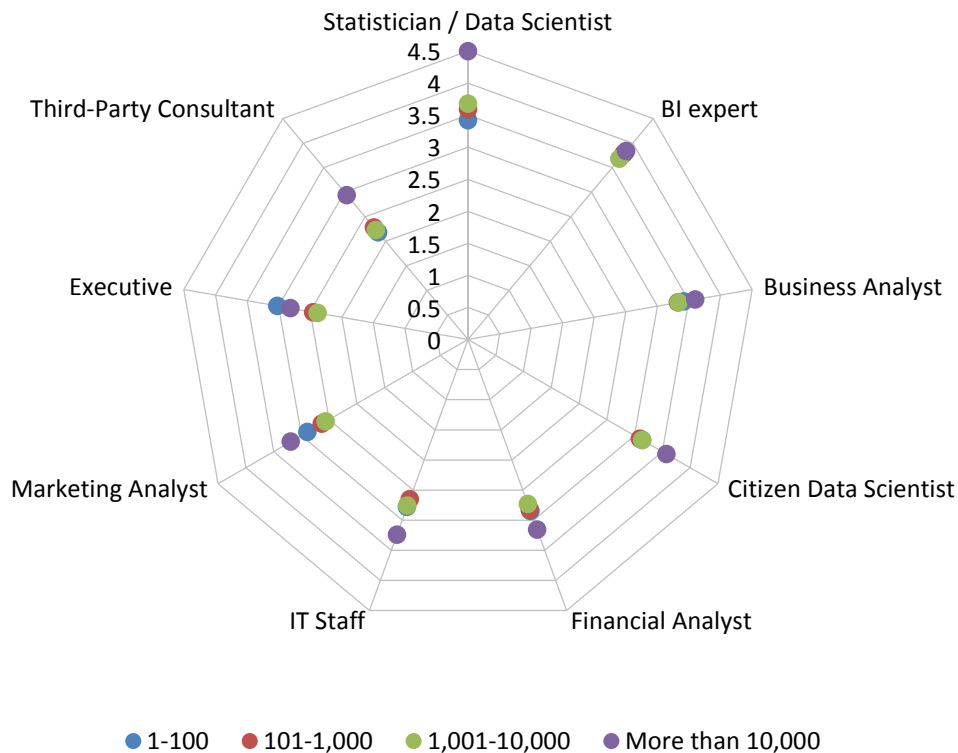 Statistician / Data Scientist
4.5
4
3.5
3
2.5
2
1.5
1
0.5
0
BI expert
Business Analyst
Citizen Data Scientist
Financial Analyst
IT Staff
Marketing Analyst
Executive
Third-Party Consultant
1-100 101-1,000 1,001-10,000 More than 10,000